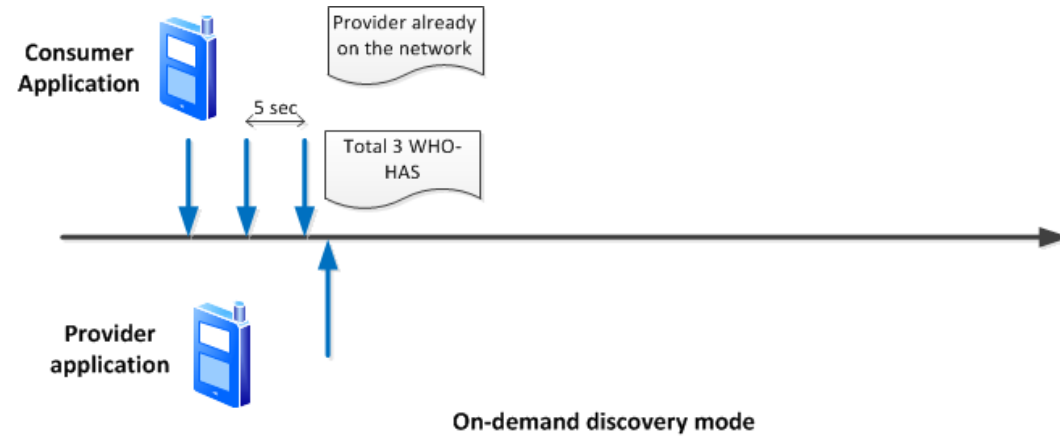 Consumer
Application
Provider already
on the network
5 sec
Total 3 WHO-
HAS
Provider
application
On-demand discovery mode